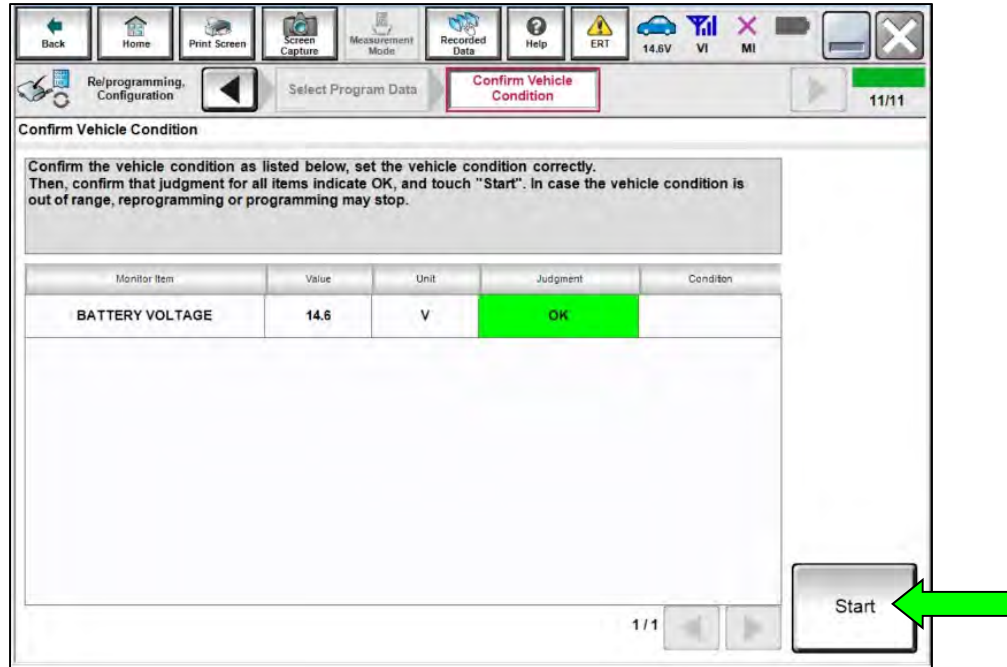 Back
Home
Print Screen
Screen Capture
Measurement Mode
Recorded Data
Help
ERT
14.6V
VI
MI
Re/programming, Configuration
Select Program Data
Confirm Vehicle Condition
11/11
Confirm Vehicle Condition
Confirm the vehicle condition as listed below, set the vehicle condition correctly.
Then, confirm that judgment for all items indicate OK, and touch "Start". In case the vehicle condition is
out of range, reprogramming or programming may stop.
Monitor Item Value Unit Judgment Condition
BATTERY VOLTAGE 14.6 V OK
1/1
Start